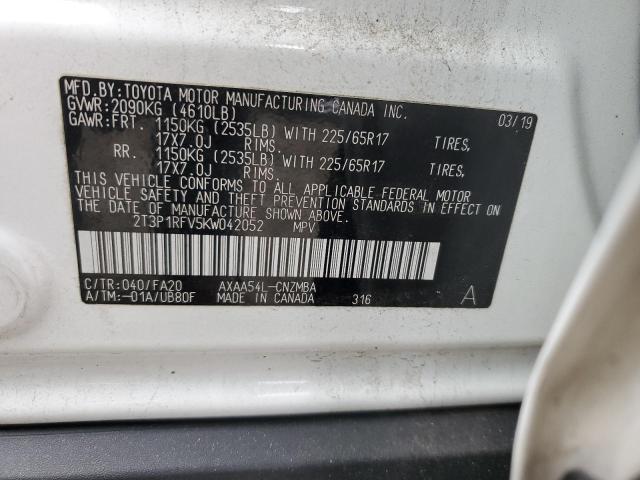 MFD. BY: TOYOTA MOTOR MANUFACTURING CANADA INC.
GVWR: 2090KG (4610LB) 03/19
GAWR: FRT. 1150KG (2535LB) WITH 225/65R17 TIRES,
17X7.0J RIMS.
RR. 1150KG (2535LB) WITH 225/65R17 TIRES,
17X7.0J RIMS.
THIS VEHICLE CONFORMS TO ALL APPLICABLE FEDERAL MOTOR
VEHICLE SAFETY AND THEFT PREVENTION STANDARDS IN EFFECT ON
THE DATE OF MANUFACTURE SHOWN ABOVE.
2T3P1RFV5KW042052 MPV
C/TR: 040/FA20 AXAA54L-CNZMBA
A/TM: -01A/UB80F MADE IN CANADA 316 A